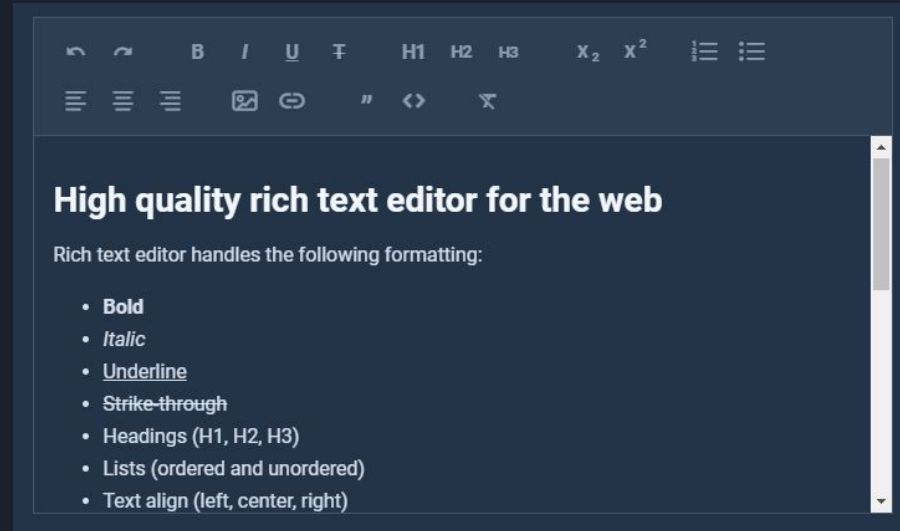 B I U T H1 H2 H3 X₂ X²
High quality rich text editor for the web
Rich text editor handles the following formatting:
• Bold
• Italic
• Underline
• Strike-through
• Headings (H1, H2, H3)
• Lists (ordered and unordered)
• Text align (left, center, right)